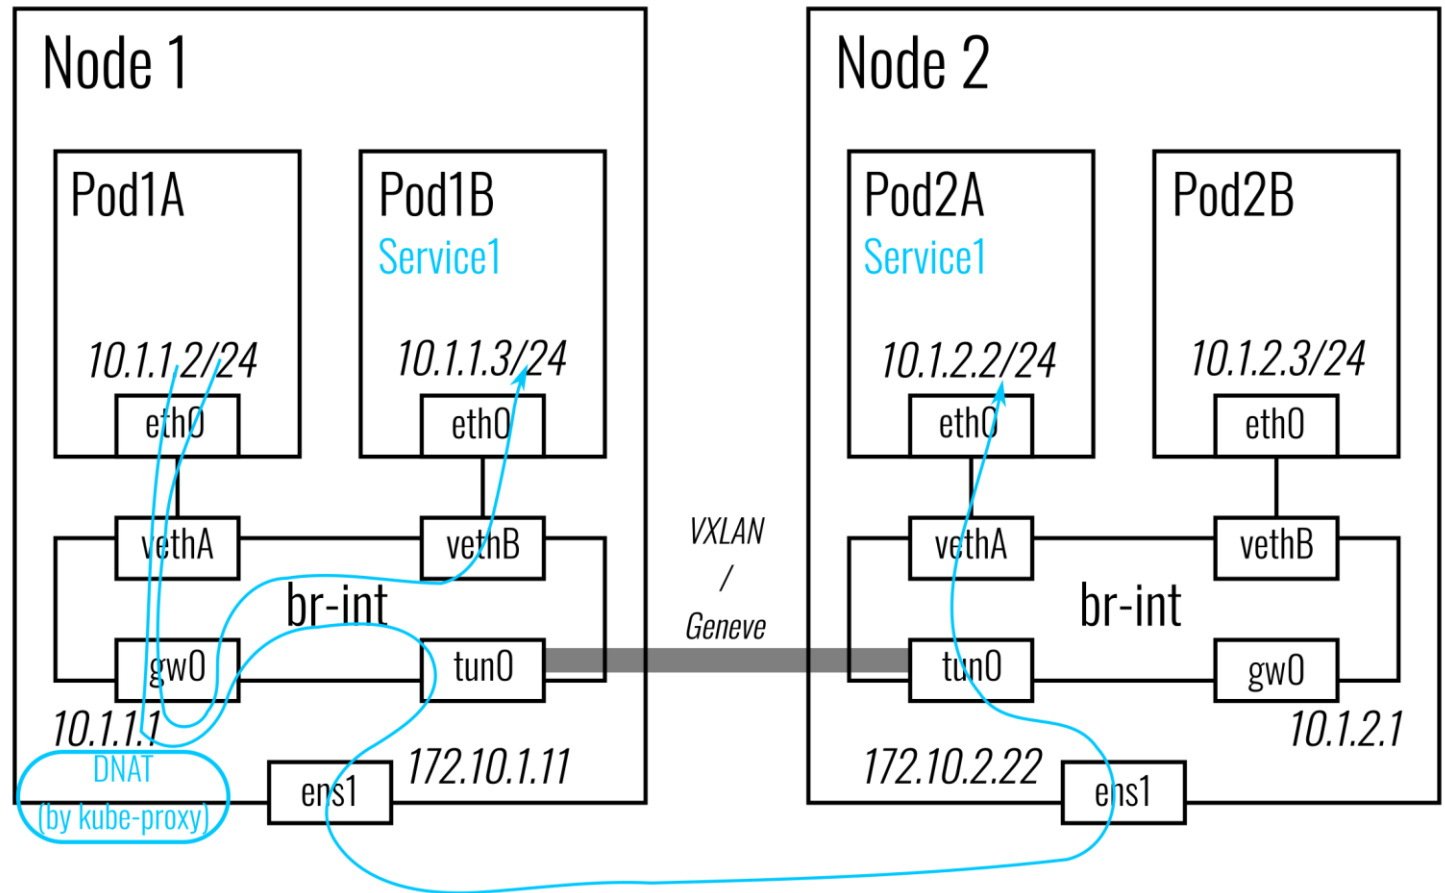 Node 1
Pod1A
10.1.1.2/24
eth0
Pod1B
Service1
10.1.1.3/24
eth0
vethA
vethB
br-int
gw0
tun0
10.1.1.1
DNAT
(by kube-proxy)
ens1
172.10.1.11
VXLAN
/
Geneve
Node 2
Pod2A
Service1
10.1.2.2/24
eth0
Pod2B
10.1.2.3/24
eth0
vethA
vethB
br-int
tun0
gw0
10.1.2.1
172.10.2.22
ens1